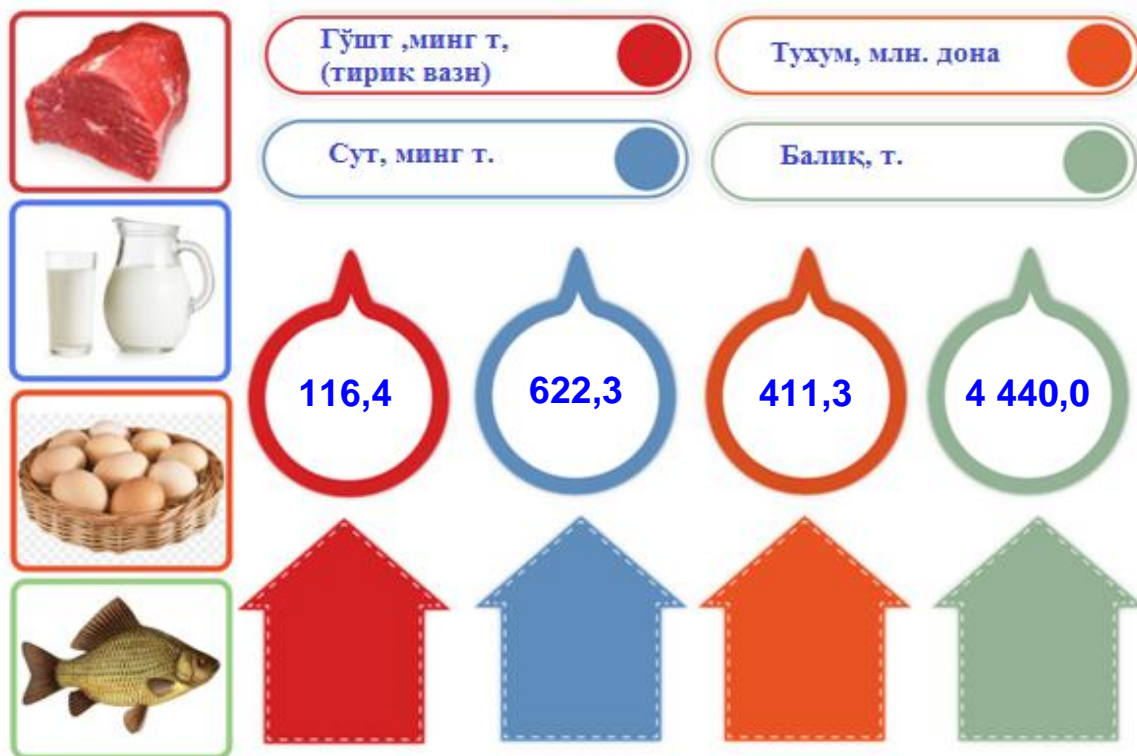 Гўшт ,минг т,
(тирик вазн)
Тухум, млн. дона
Сут, минг т.
Балиқ, т.
116,4
622,3
411,3
4 440,0